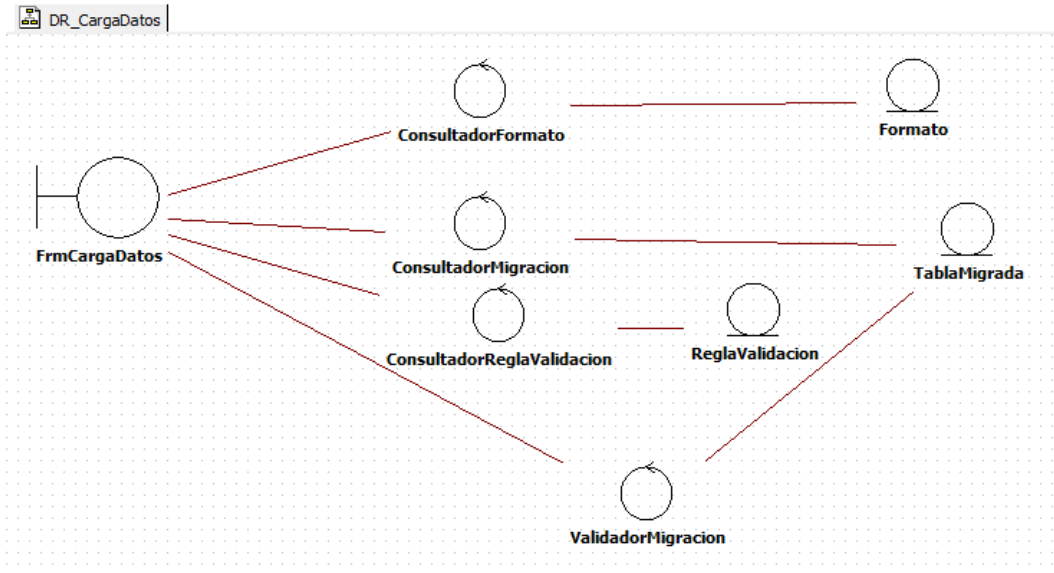 DR_CargaDatos
ConsultadorFormato
Formato
FrmCargaDatos
ConsultadorMigracion
TablaMigrada
ConsultadorReglaValidacion
ReglaValidacion
ValidadorMigracion